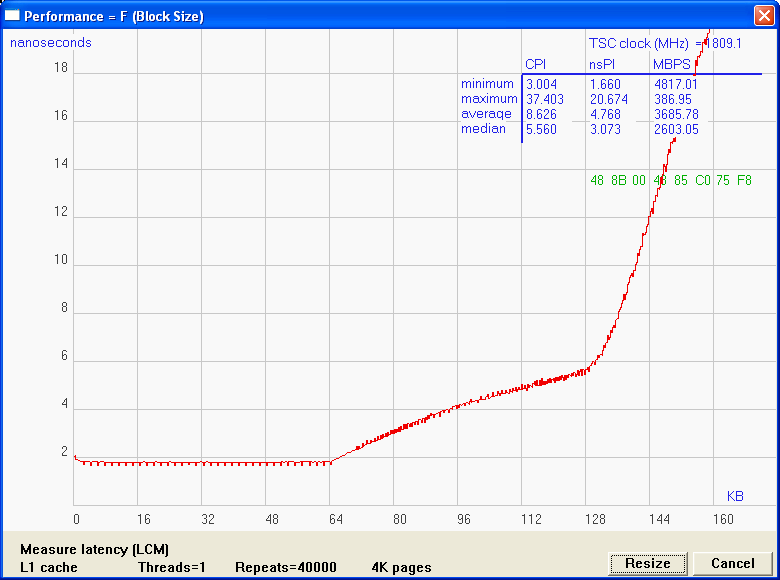 Performance = F (Block Size)
nanoseconds
TSC clock (MHz) = 1809.1
CPI nsPI MBPS
minimum 3.004 1.660 4817.01
maximum 37.403 20.674 386.95
average 8.626 4.768 3685.78
median 5.560 3.073 2603.05
48 8B 00 48 85 C0 75 F8
18
16
14
12
10
8
6
4
2
KB
0 16 32 48 64 80 96 112 128 144 160
Measure latency (LCM)
L1 cache Threads=1 Repeats=40000 4K pages
Resize Cancel